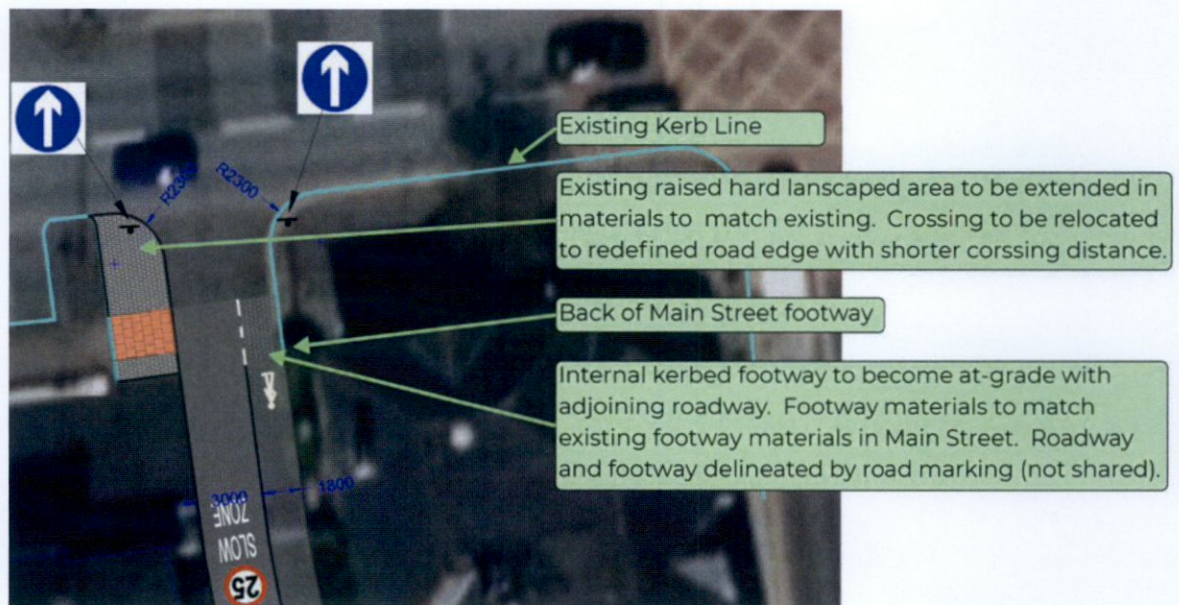 Existing Kerb Line
Existing raised hard lanscaped area to be extended in
materials to match existing. Crossing to be relocated
to redefined road edge with shorter corssing distance.
Back of Main Street footway
Internal kerbed footway to become at-grade with
adjoining roadway. Footway materials to match
existing footway materials in Main Street. Roadway
and footway delineated by road marking (not shared).
R2300
3000
1800
ZONE
SLOW
25